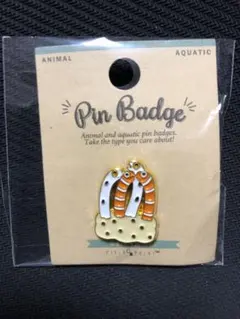 ANIMAL
AQUATIC
Pin Badge
Animal and aquatic pin badges.
Take the type you care about!